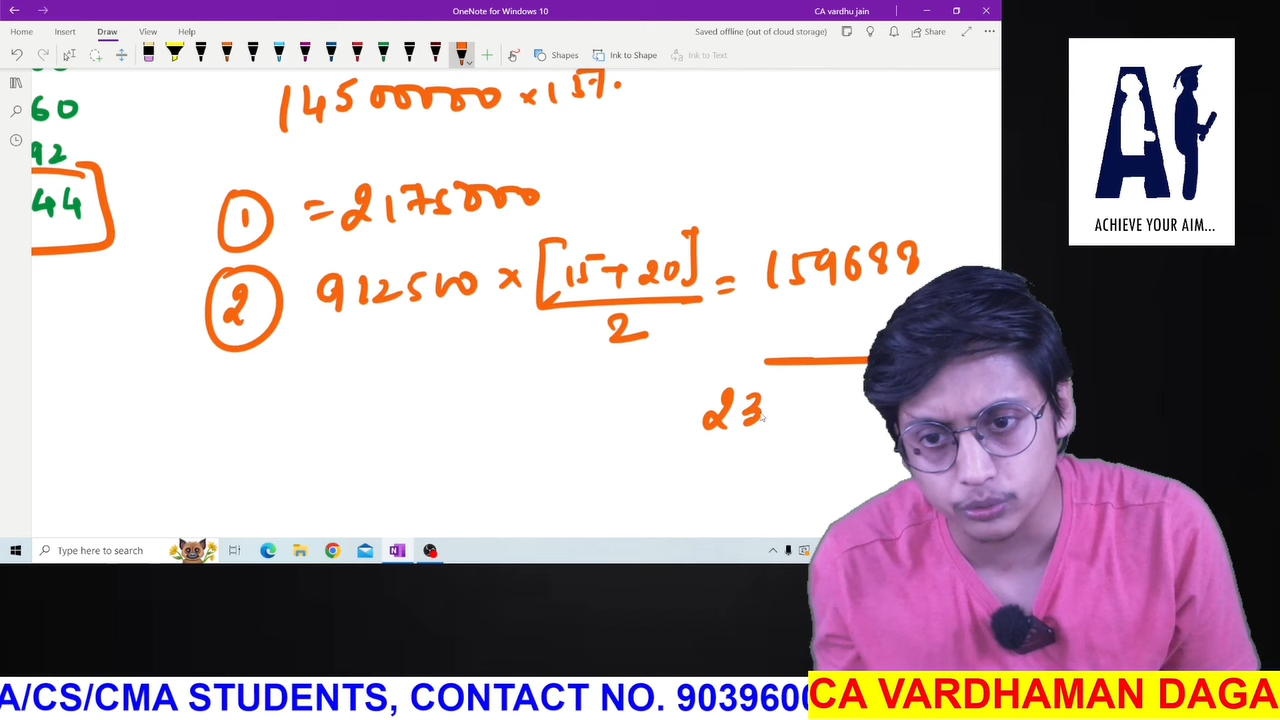 CA vardhu jain
OneNote for Windows 10
Home Insert Draw View Help
Saved offline (out of cloud storage)
Share
Shapes
Ink to Shape
Ink to Text
60
92
44
14500000 × 15%
1 = 2175000
2 912500 × [15+20] = 159688
2
23
ACHIEVE YOUR AIM...
Type here to search
A/CS/CMA STUDENTS, CONTACT NO. 9039600
CA VARDHAMAN DAGA